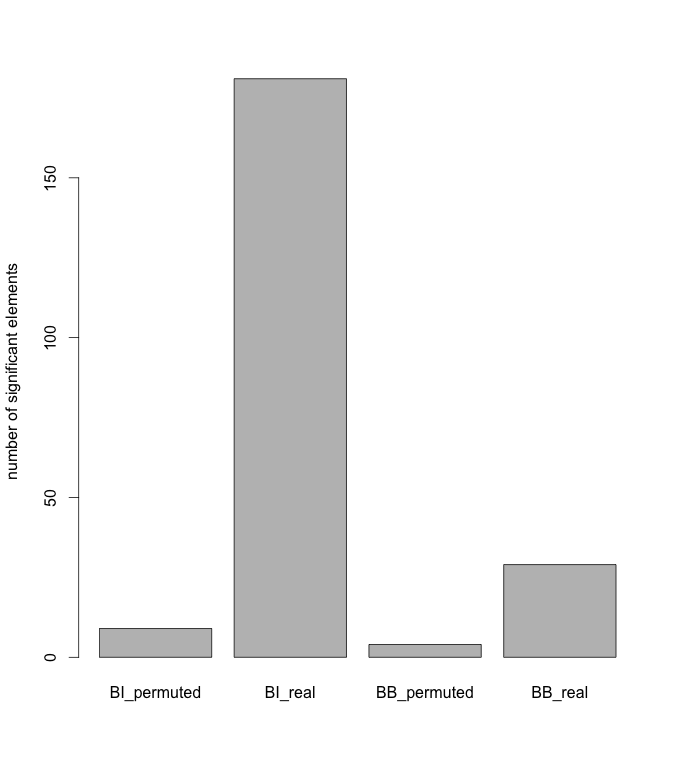 number of significant elements
150
100
50
0
BI_permuted BI_real BB_permuted BB_real